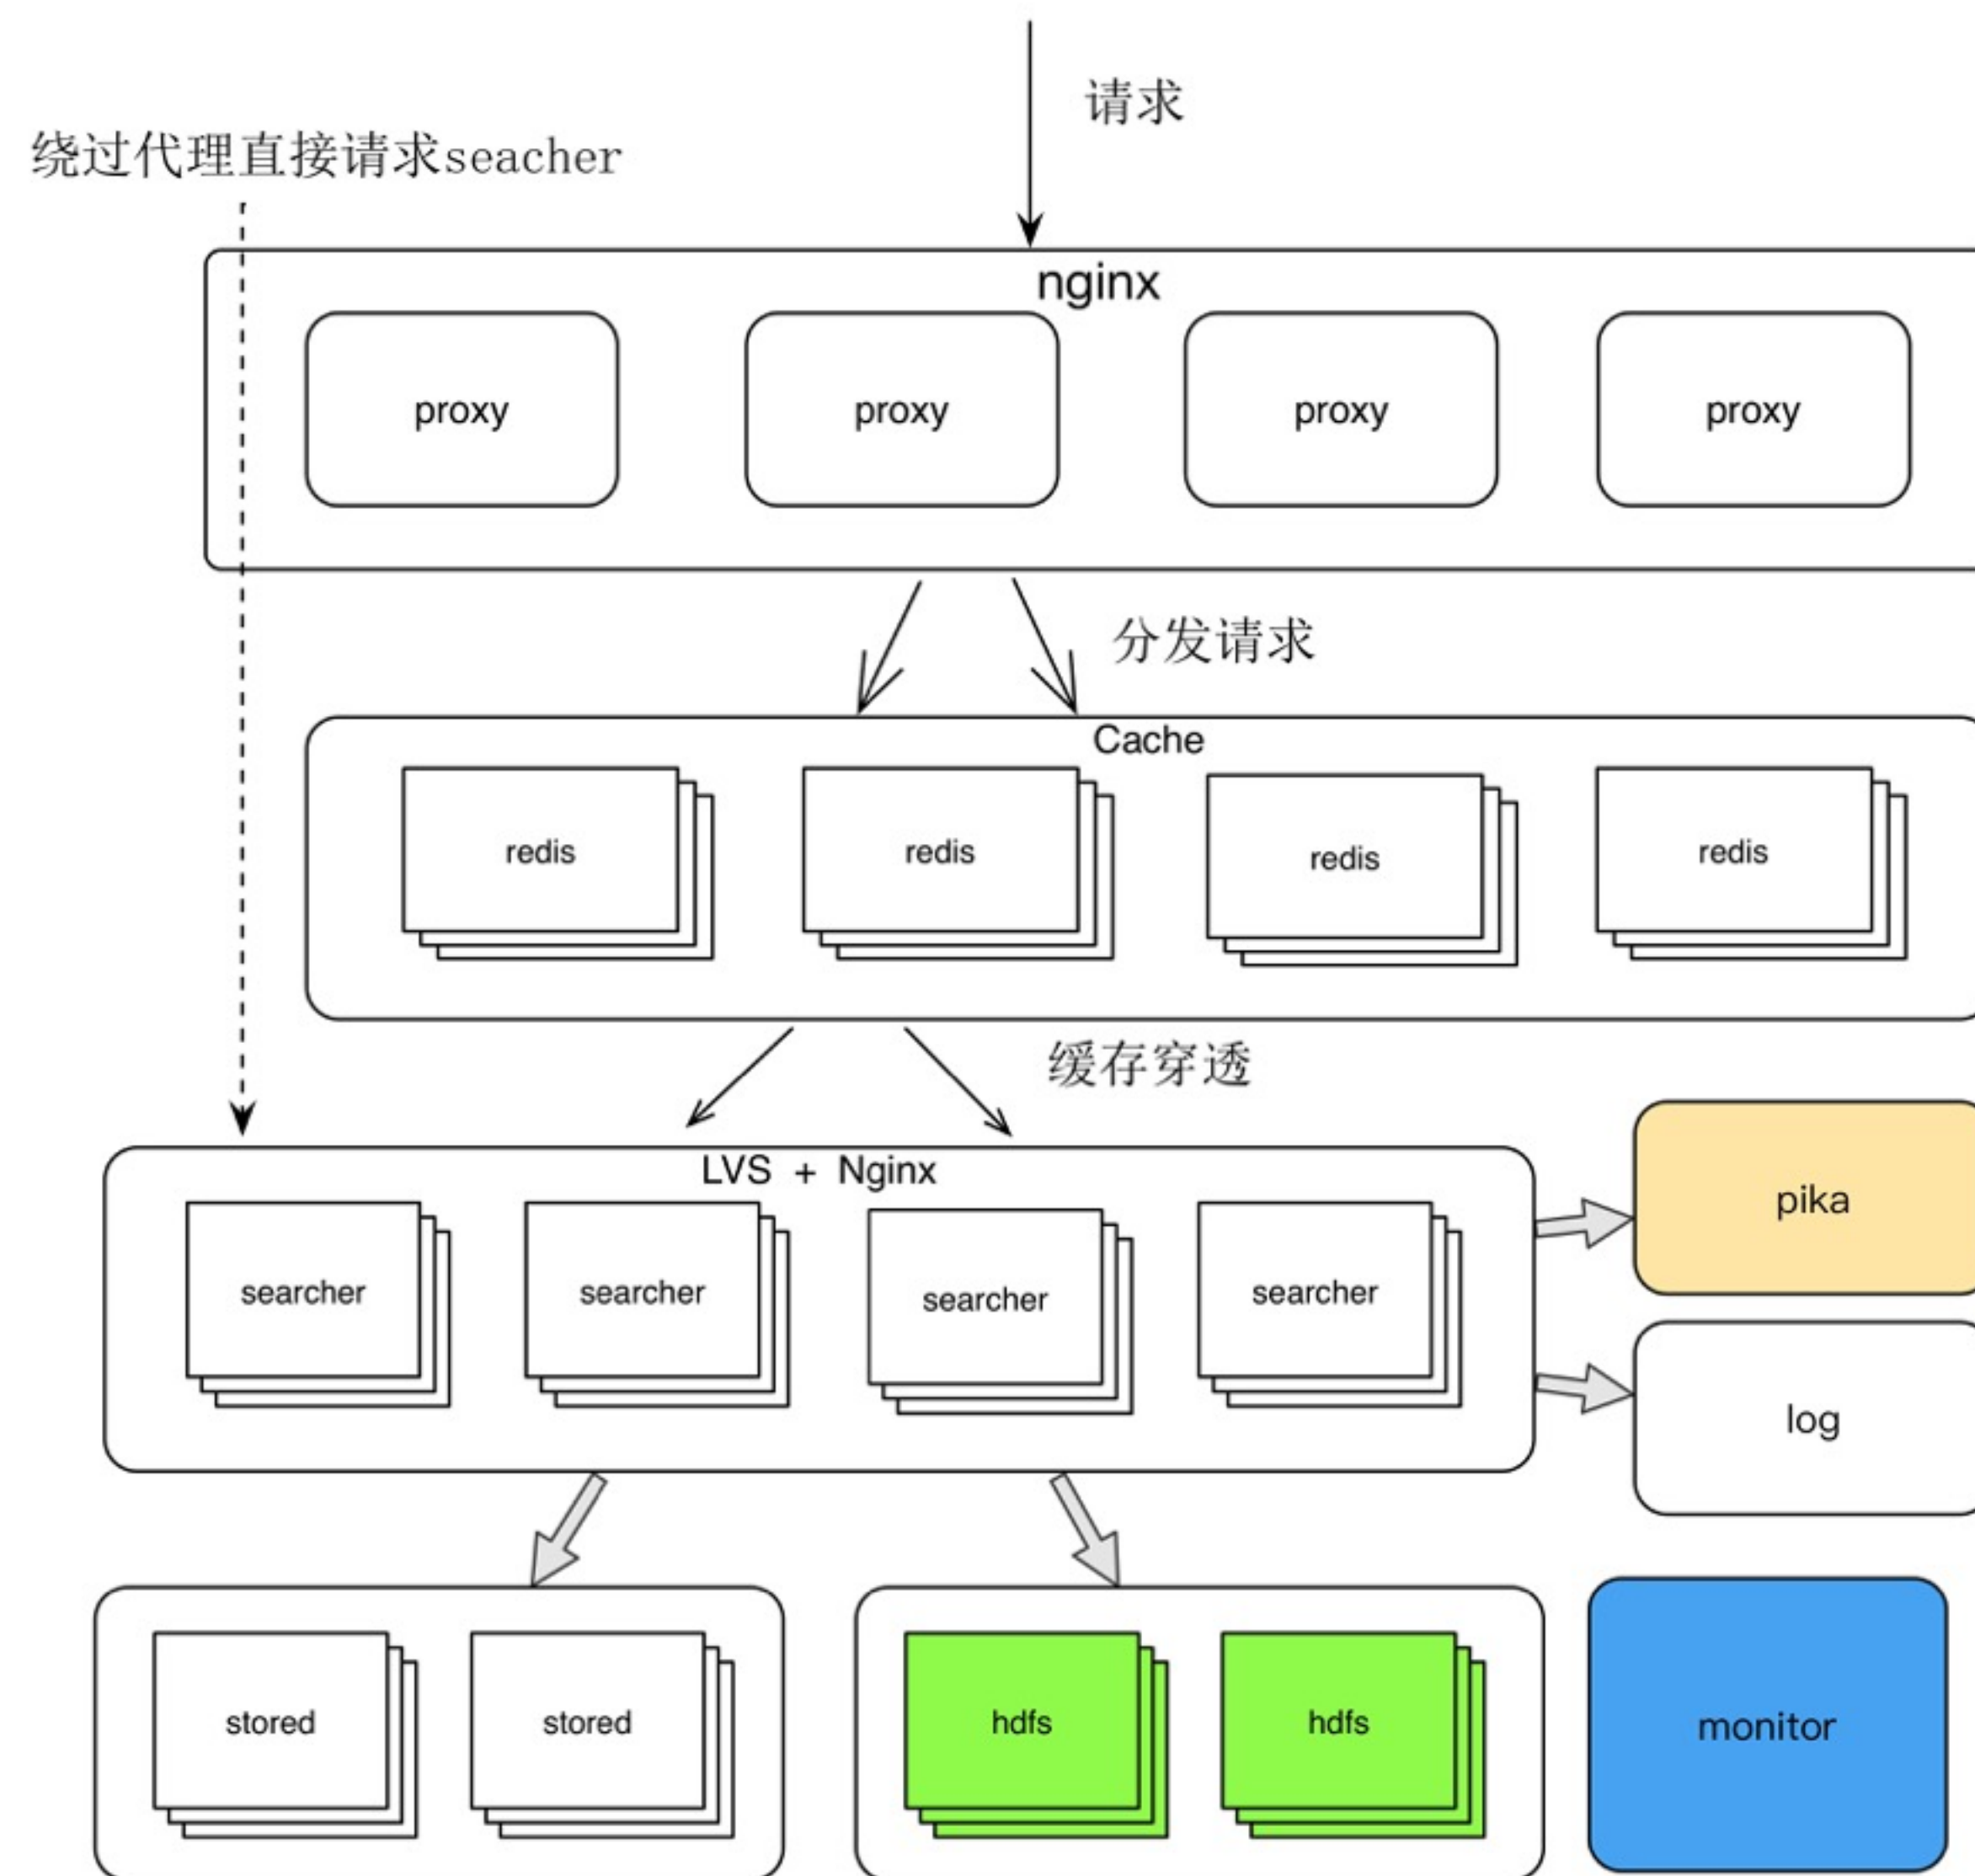 请求
绕过代理直接请求seacher
nginx
proxy
proxy
proxy
proxy
分发请求
Cache
redis
redis
redis
redis
缓存穿透
LVS + Nginx
searcher
searcher
searcher
searcher
pika
log
stored
stored
hdfs
hdfs
monitor